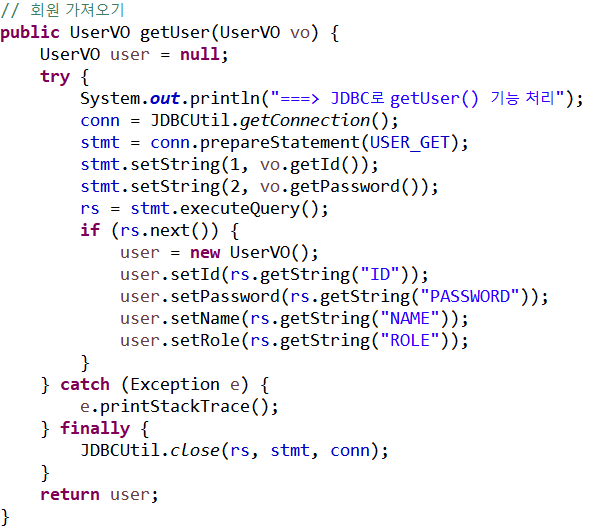 // 회원 가져오기
public UserVO getUser(UserVO vo) {
    UserVO user = null;
    try {
        System.out.println("===> JDBC로 getUser() 기능 처리");
        conn = JDBCUtil.getConnection();
        stmt = conn.prepareStatement(USER_GET);
        stmt.setString(1, vo.getId());
        stmt.setString(2, vo.getPassword());
        rs = stmt.executeQuery();
        if (rs.next()) {
            user = new UserVO();
            user.setId(rs.getString("ID"));
            user.setPassword(rs.getString("PASSWORD"));
            user.setName(rs.getString("NAME"));
            user.setRole(rs.getString("ROLE"));
        }
    } catch (Exception e) {
        e.printStackTrace();
    } finally {
        JDBCUtil.close(rs, stmt, conn);
    }
    return user;
}